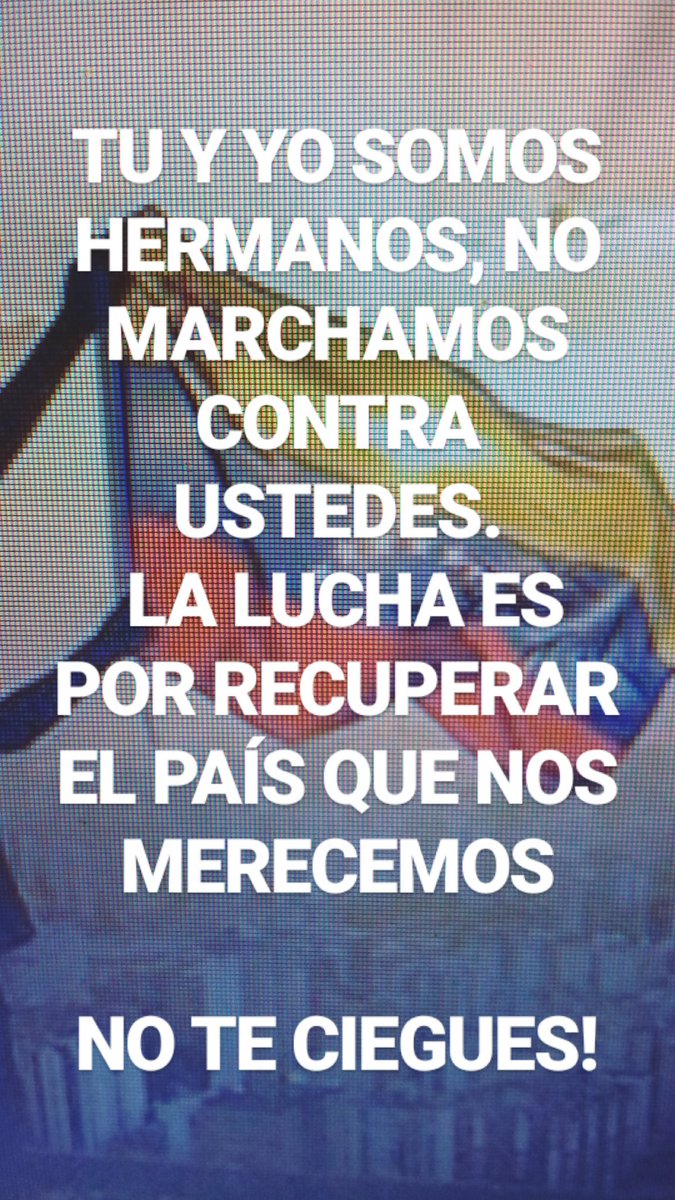 TU Y YO SOMOS
HERMANOS, NO
MARCHAMOS
CONTRA
USTEDES.
LA LUCHA ES
POR RECUPERAR
EL PAÍS QUE NOS
MERECEMOS
NO TE CIEGUES!